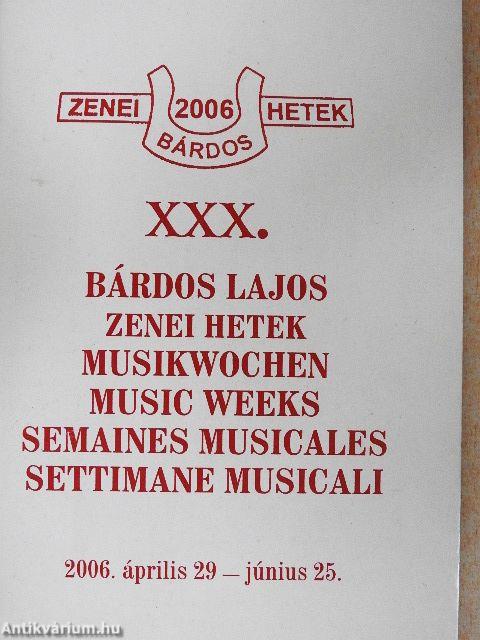 ZENEI 2006 HETEK
BÁRDOS
XXX.
BÁRDOS LAJOS
ZENEI HETEK
MUSIKWOCHEN
MUSIC WEEKS
SEMAINES MUSICALES
SETTIMANE MUSICALI
2006. április 29 – június 25.
Antikvárium.hu